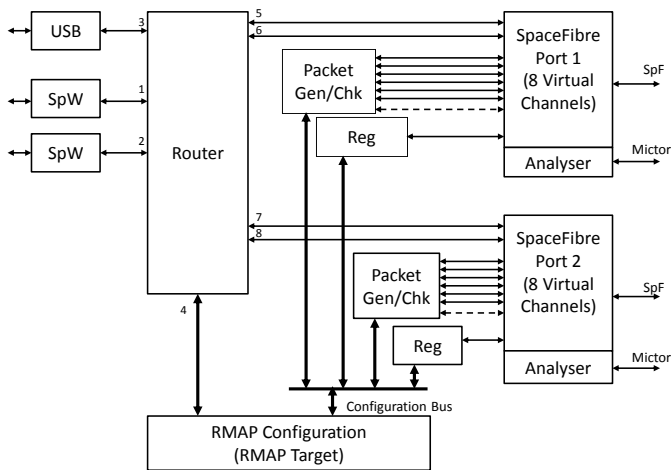 USB
3
5
6
SpaceFibre
Port 1
(8 Virtual
Channels)
SpF
Packet
Gen/Chk
SpW
1
Reg
SpW
2
Router
Analyser
Mictor
7
8
SpaceFibre
Port 2
(8 Virtual
Channels)
SpF
Packet
Gen/Chk
4
Reg
Analyser
Mictor
Configuration Bus
RMAP Configuration
(RMAP Target)